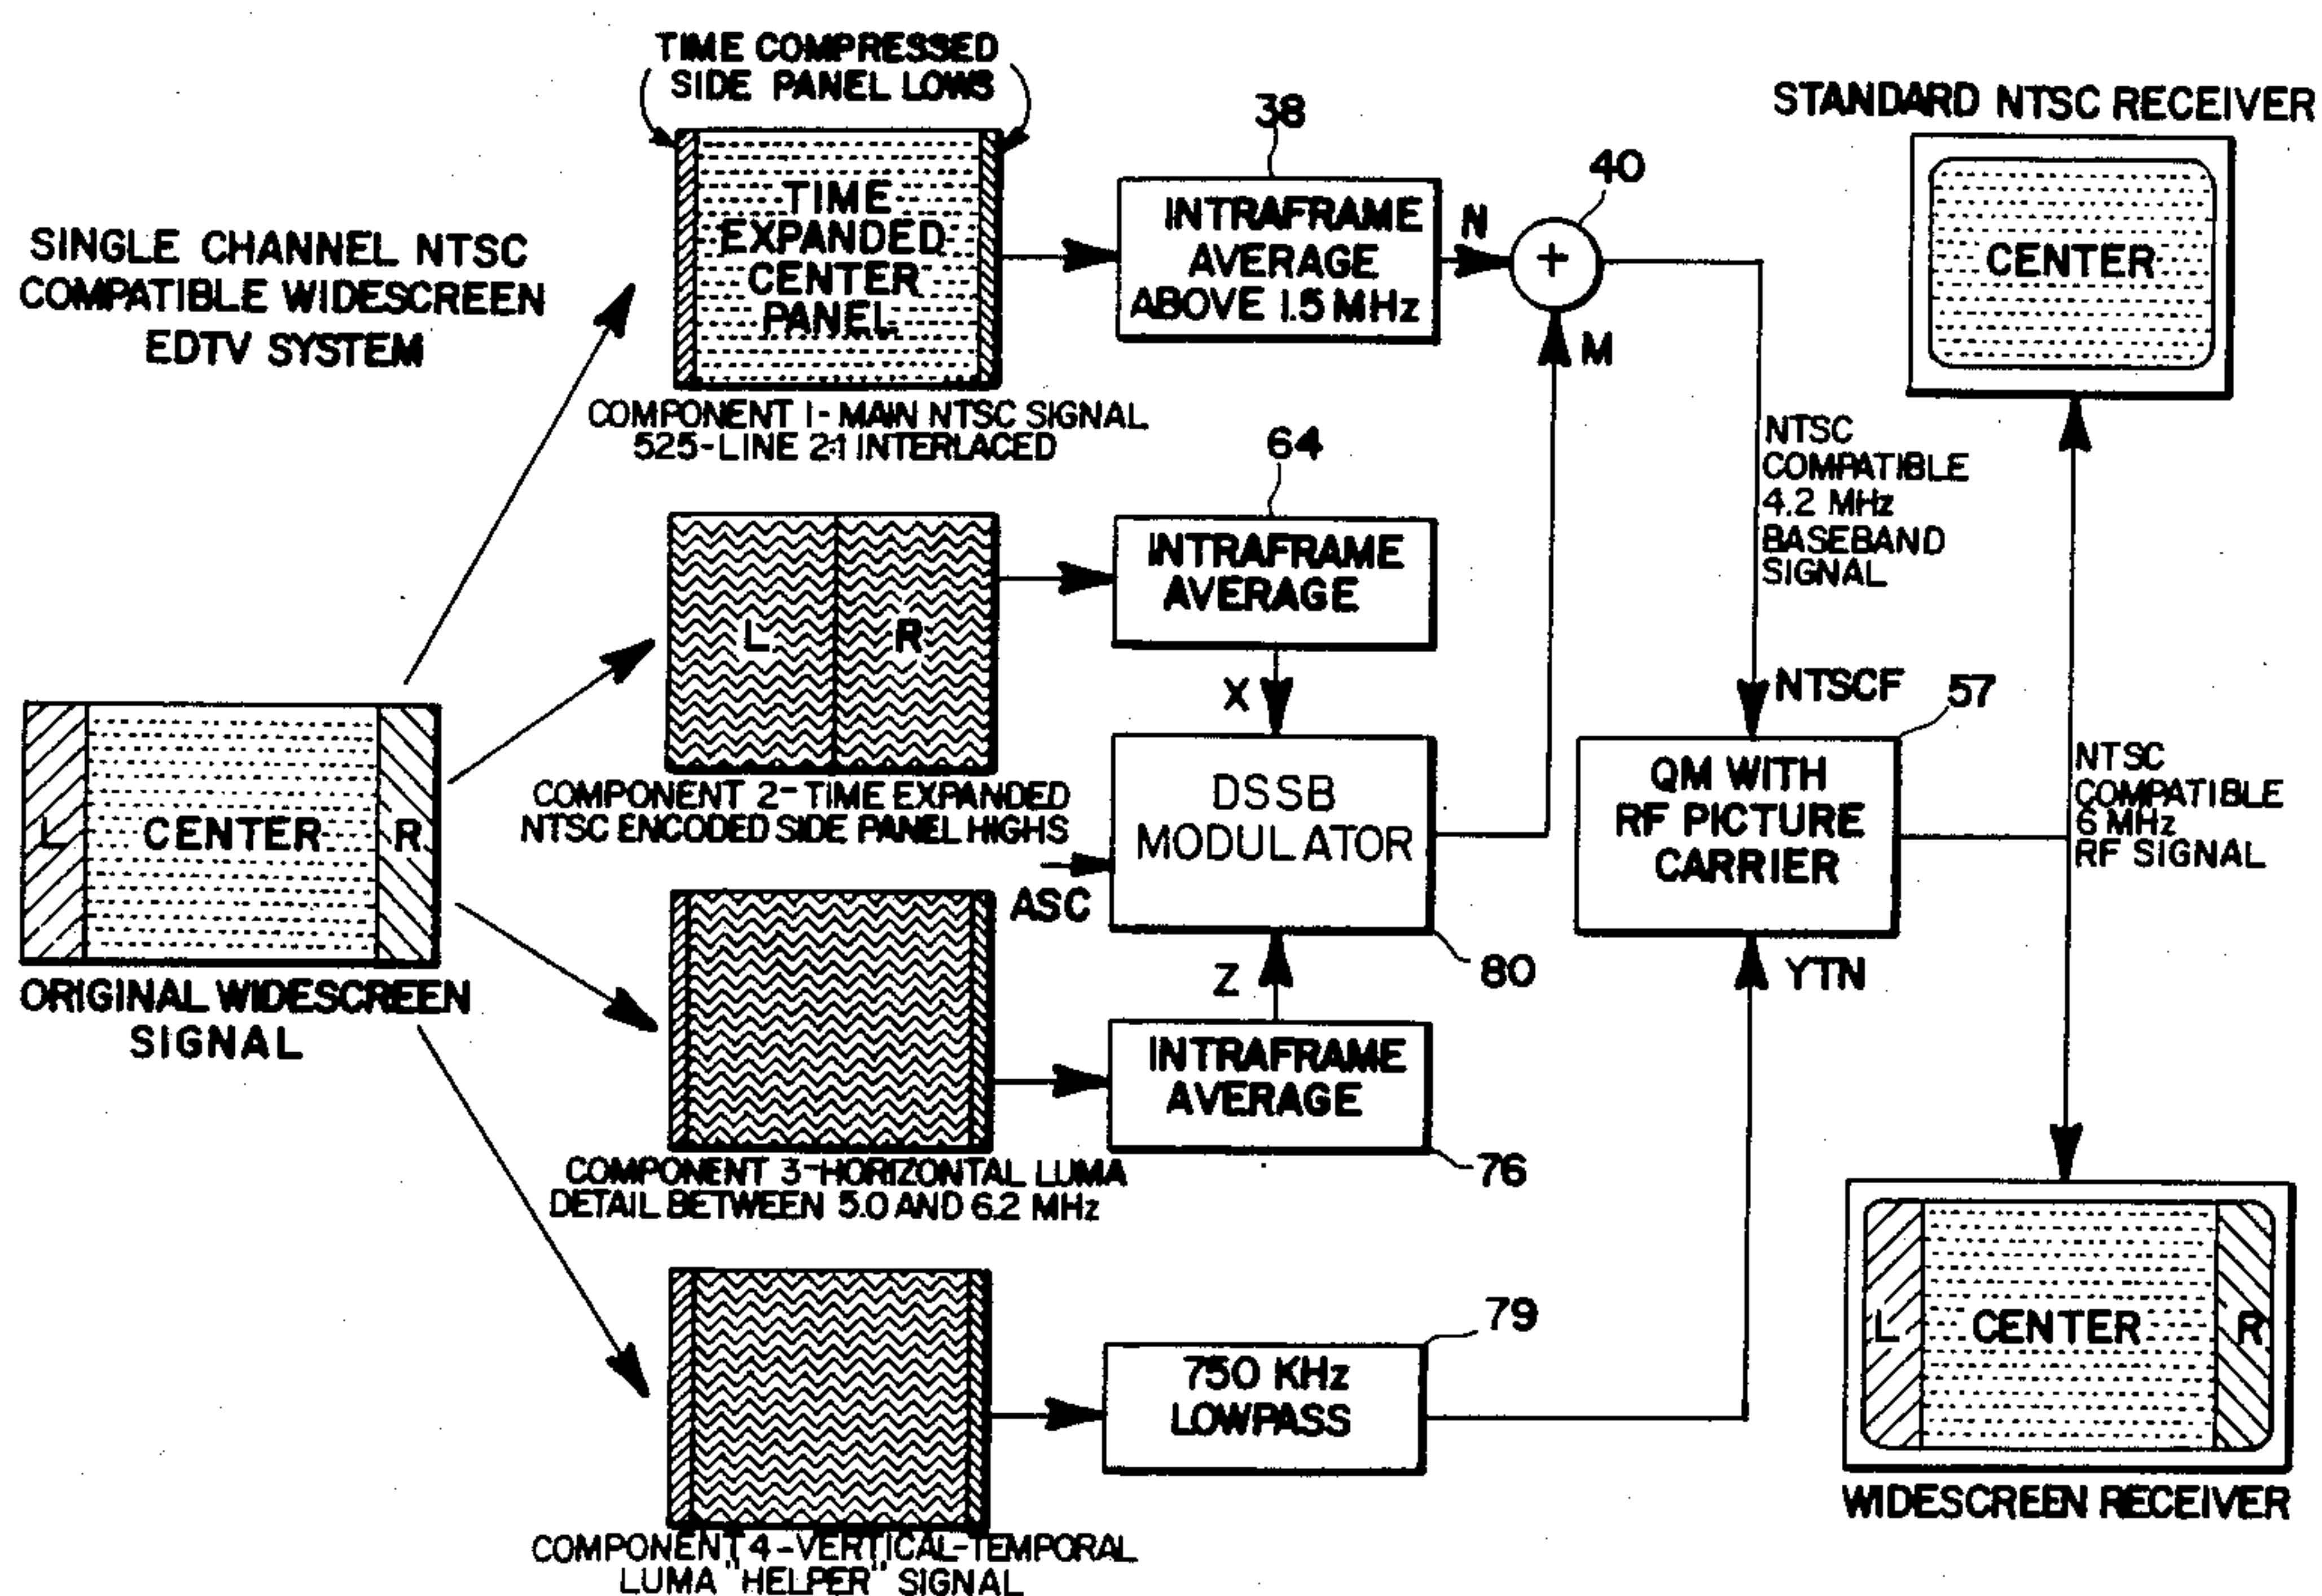 TIME COMPRESSED
SIDE PANEL LOWS
SINGLE CHANNEL NTSC
COMPATIBLE WIDESCREEN
EDTV SYSTEM
TIME
EXPANDED
CENTER
PANEL
COMPONENT 1-MAIN NTSC SIGNAL
525-LINE 2:1 INTERLACED
38
INTRAFRAME
AVERAGE
ABOVE 1.5 MHz
N
40
+
M
STANDARD NTSC RECEIVER
CENTER
NTSC
COMPATIBLE
4.2 MHz
BASEBAND
SIGNAL
L
R
COMPONENT 2-TIME EXPANDED
NTSC ENCODED SIDE PANEL HIGHS
64
INTRAFRAME
AVERAGE
X
DSSB
MODULATOR
ASC
80
Z
NTSCF
57
QM WITH
RF PICTURE
CARRIER
YTN
NTSC
COMPATIBLE
6 MHz
RF SIGNAL
L
CENTER
R
ORIGINAL WIDESCREEN
SIGNAL
COMPONENT 3-HORIZONTAL LUMA
DETAIL BETWEEN 5.0 AND 6.2 MHz
INTRAFRAME
AVERAGE
76
COMPONENT 4-VERTICAL-TEMPORAL
LUMA "HELPER" SIGNAL
79
750 KHz
LOWPASS
L
CENTER
R
WIDESCREEN RECEIVER